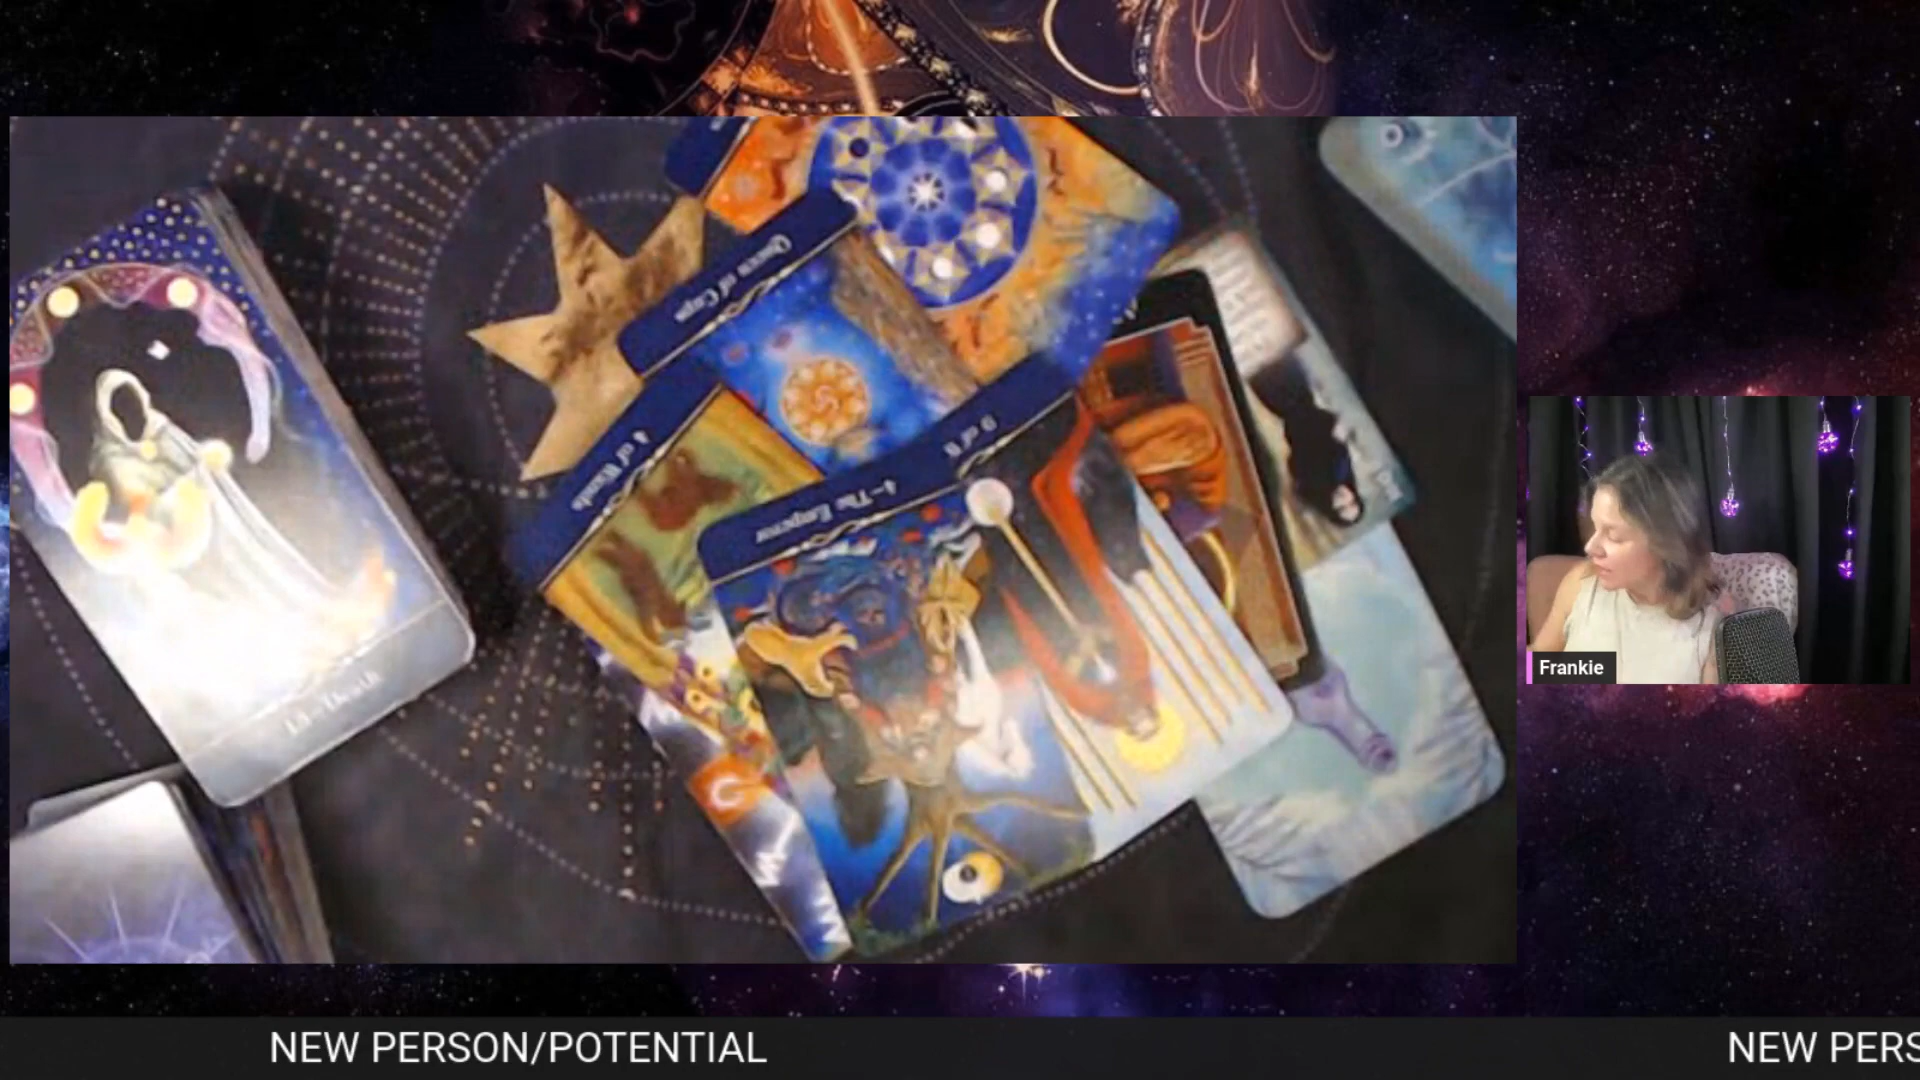 Queen of Cups
4 of Wands
9 of
4-The Emperor
13-Death
Frankie
NEW PERSON/POTENTIAL
NEW PERS